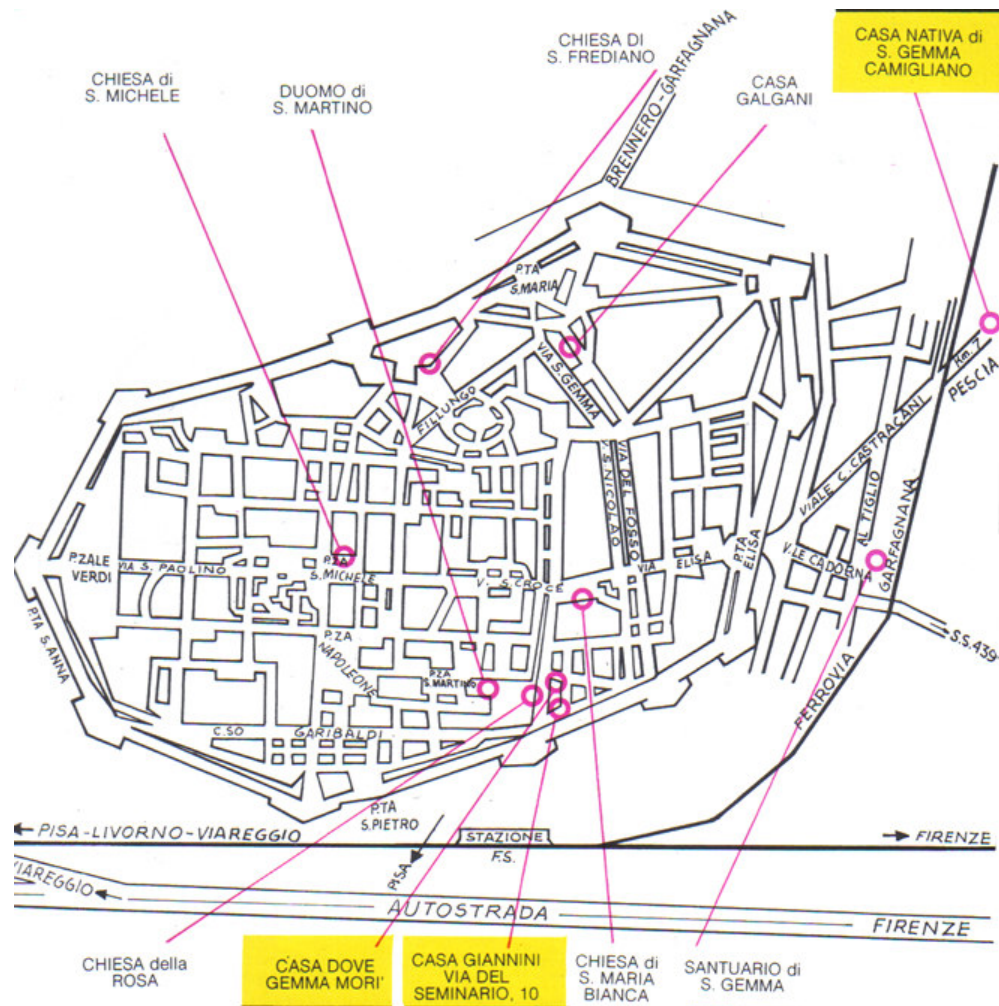 CHIESA di
S. MICHELE
DUOMO di
S. MARTINO
CHIESA DI
S. FREDIANO
CASA
GALGANI
CASA NATIVA di
S. GEMMA
CAMIGLIANO
BRENNERO-GARFAGNANA
P.TA
S.MARIA
VIA S. GEMMA
FILLUNGO
Km. 7
PESCIA
VIALE C. CASTRACANI
AL TIGLIO
GARFAGNANA
V. S. NICOLAO
VIA DEL FOSSO
P.ZALE
VERDI
VIA S. PAOLINO
P.ZA
S. MICHELE
V. S. CROCE
VIA ELISA
P.TA
ELISA
V.LE CADORNA
S.S.439
P.TA S. ANNA
P.ZA
NAPOLEONE
P.ZA
S. MARTINO
FERROVIA
C.SO GARIBALDI
P.TA
S. PIETRO
PISA-LIVORNO-VIAREGGIO
STAZIONE
F.S.
FIRENZE
PISA
VIAREGGIO
AUTOSTRADA
FIRENZE
CHIESA della
ROSA
CASA DOVE
GEMMA MORI'
CASA GIANNINI
VIA DEL
SEMINARIO, 10
CHIESA di
S. MARIA
BIANCA
SANTUARIO di
S. GEMMA